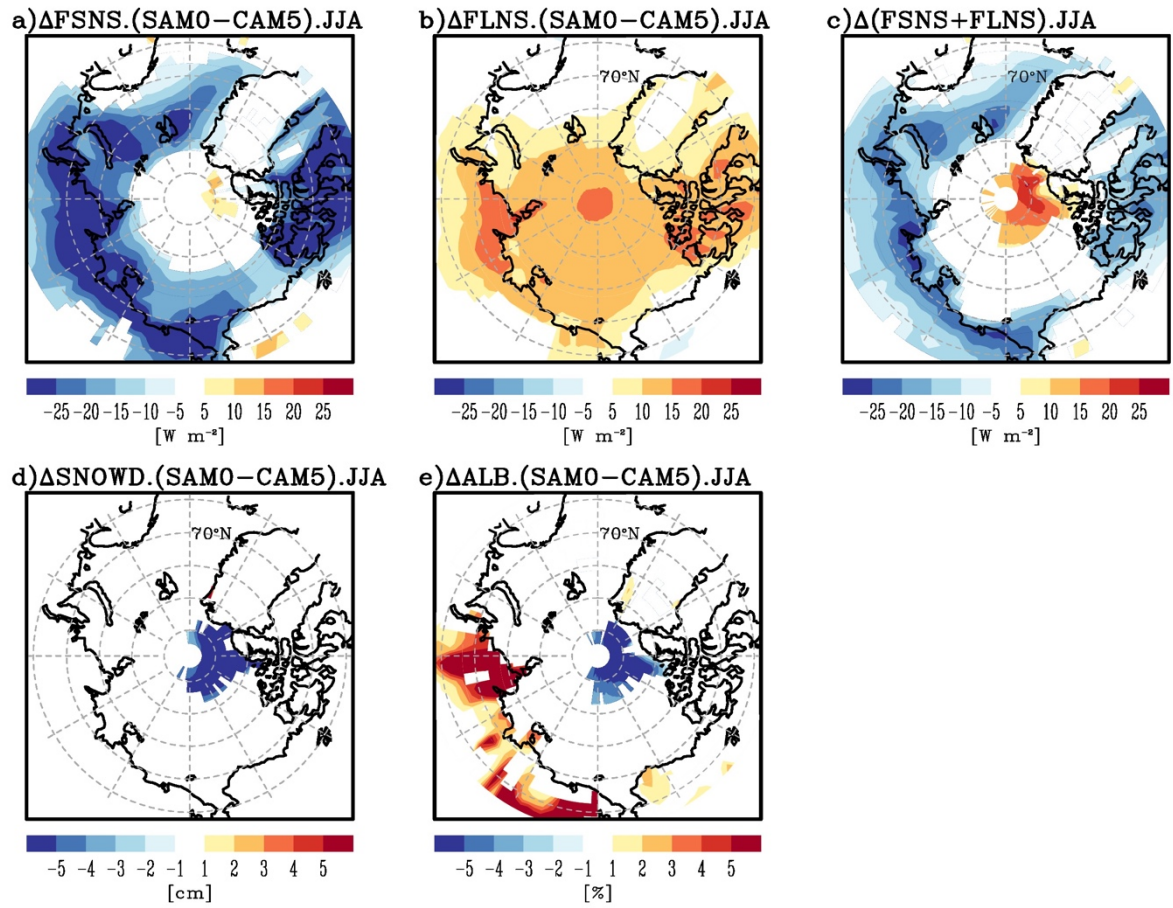 a)ΔFSNS.(SAM0−CAM5).JJA
b)ΔFLNS.(SAM0−CAM5).JJA
c)Δ(FSNS+FLNS).JJA
70°N
70°N
-25 -20 -15 -10 -5 5 10 15 20 25
[W m⁻²]
-25 -20 -15 -10 -5 5 10 15 20 25
[W m⁻²]
-25 -20 -15 -10 -5 5 10 15 20 25
[W m⁻²]
d)ΔSNOWD.(SAM0−CAM5).JJA
e)ΔALB.(SAM0−CAM5).JJA
70°N
70°N
-5 -4 -3 -2 -1 1 2 3 4 5
[cm]
-5 -4 -3 -2 -1 1 2 3 4 5
[%]